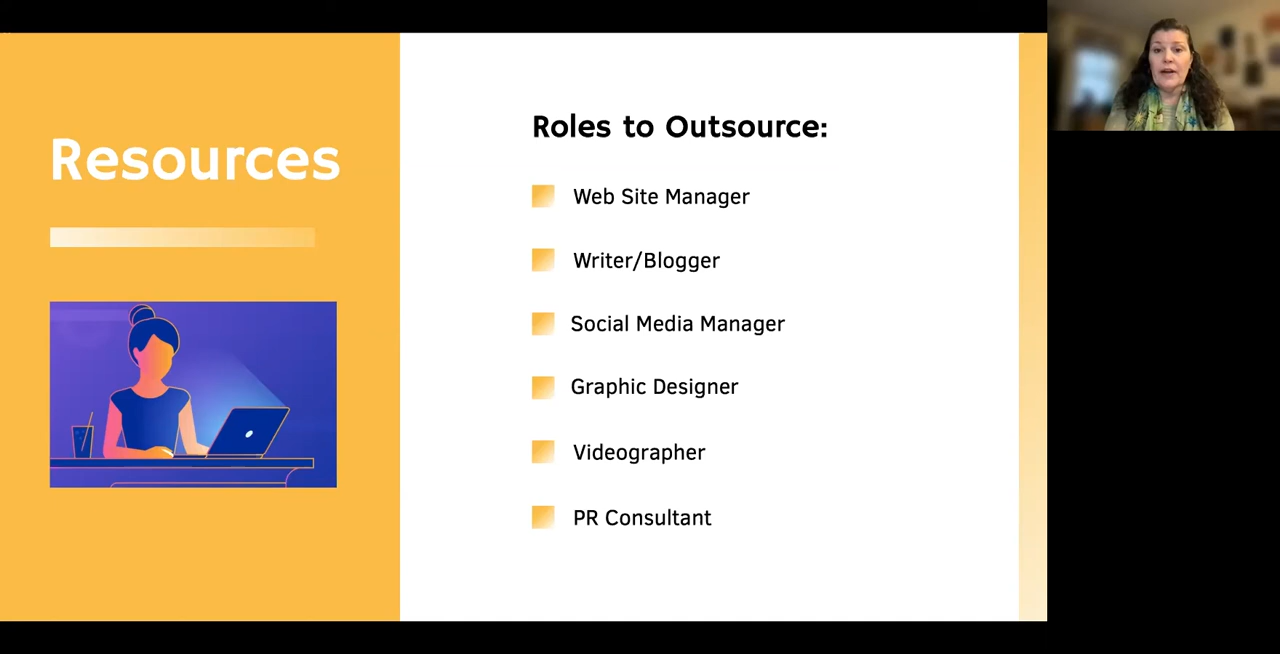 Resources
Roles to Outsource:
Web Site Manager
Writer/Blogger
Social Media Manager
Graphic Designer
Videographer
PR Consultant